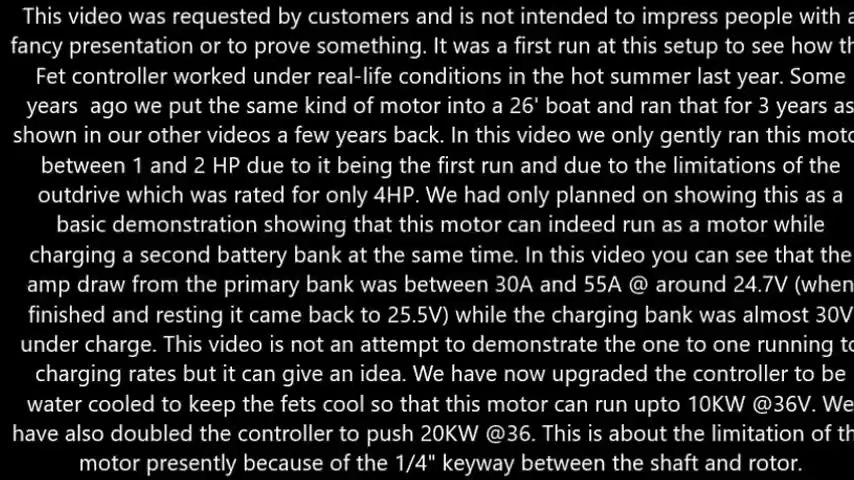 This video was requested by customers and is not intended to impress people with a
fancy presentation or to prove something. It was a first run at this setup to see how th
Fet controller worked under real-life conditions in the hot summer last year. Some
years  ago we put the same kind of motor into a 26' boat and ran that for 3 years as
shown in our other videos a few years back. In this video we only gently ran this moto
between 1 and 2 HP due to it being the first run and due to the limitations of the
outdrive which was rated for only 4HP. We had only planned on showing this as a
basic demonstration showing that this motor can indeed run as a motor while
charging a second battery bank at the same time. In this video you can see that the
amp draw from the primary bank was between 30A and 55A @ around 24.7V (when
finished and resting it came back to 25.5V) while the charging bank was almost 30V
under charge. This video is not an attempt to demonstrate the one to one running to
charging rates but it can give an idea. We have now upgraded the controller to be
water cooled to keep the fets cool so that this motor can run upto 10KW @36V. We
have also doubled the controller to push 20KW @36. This is about the limitation of th
motor presently because of the 1/4" keyway between the shaft and rotor.